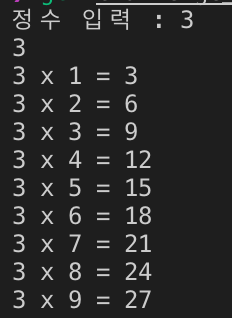 정수 입력 : 3
3
3 x 1 = 3
3 x 2 = 6
3 x 3 = 9
3 x 4 = 12
3 x 5 = 15
3 x 6 = 18
3 x 7 = 21
3 x 8 = 24
3 x 9 = 27